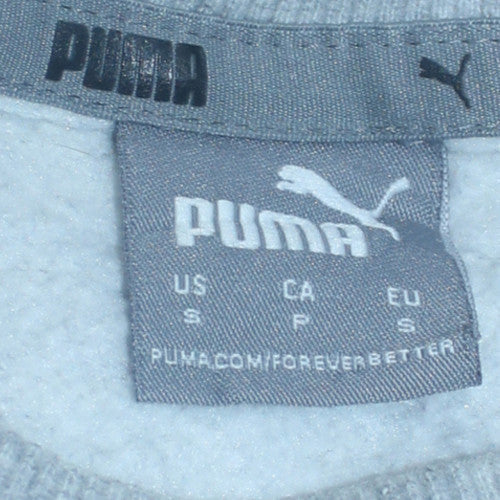 PUMA
PUMA
US CA EU
S P S
PUMA.COM/FOREVERBETTER